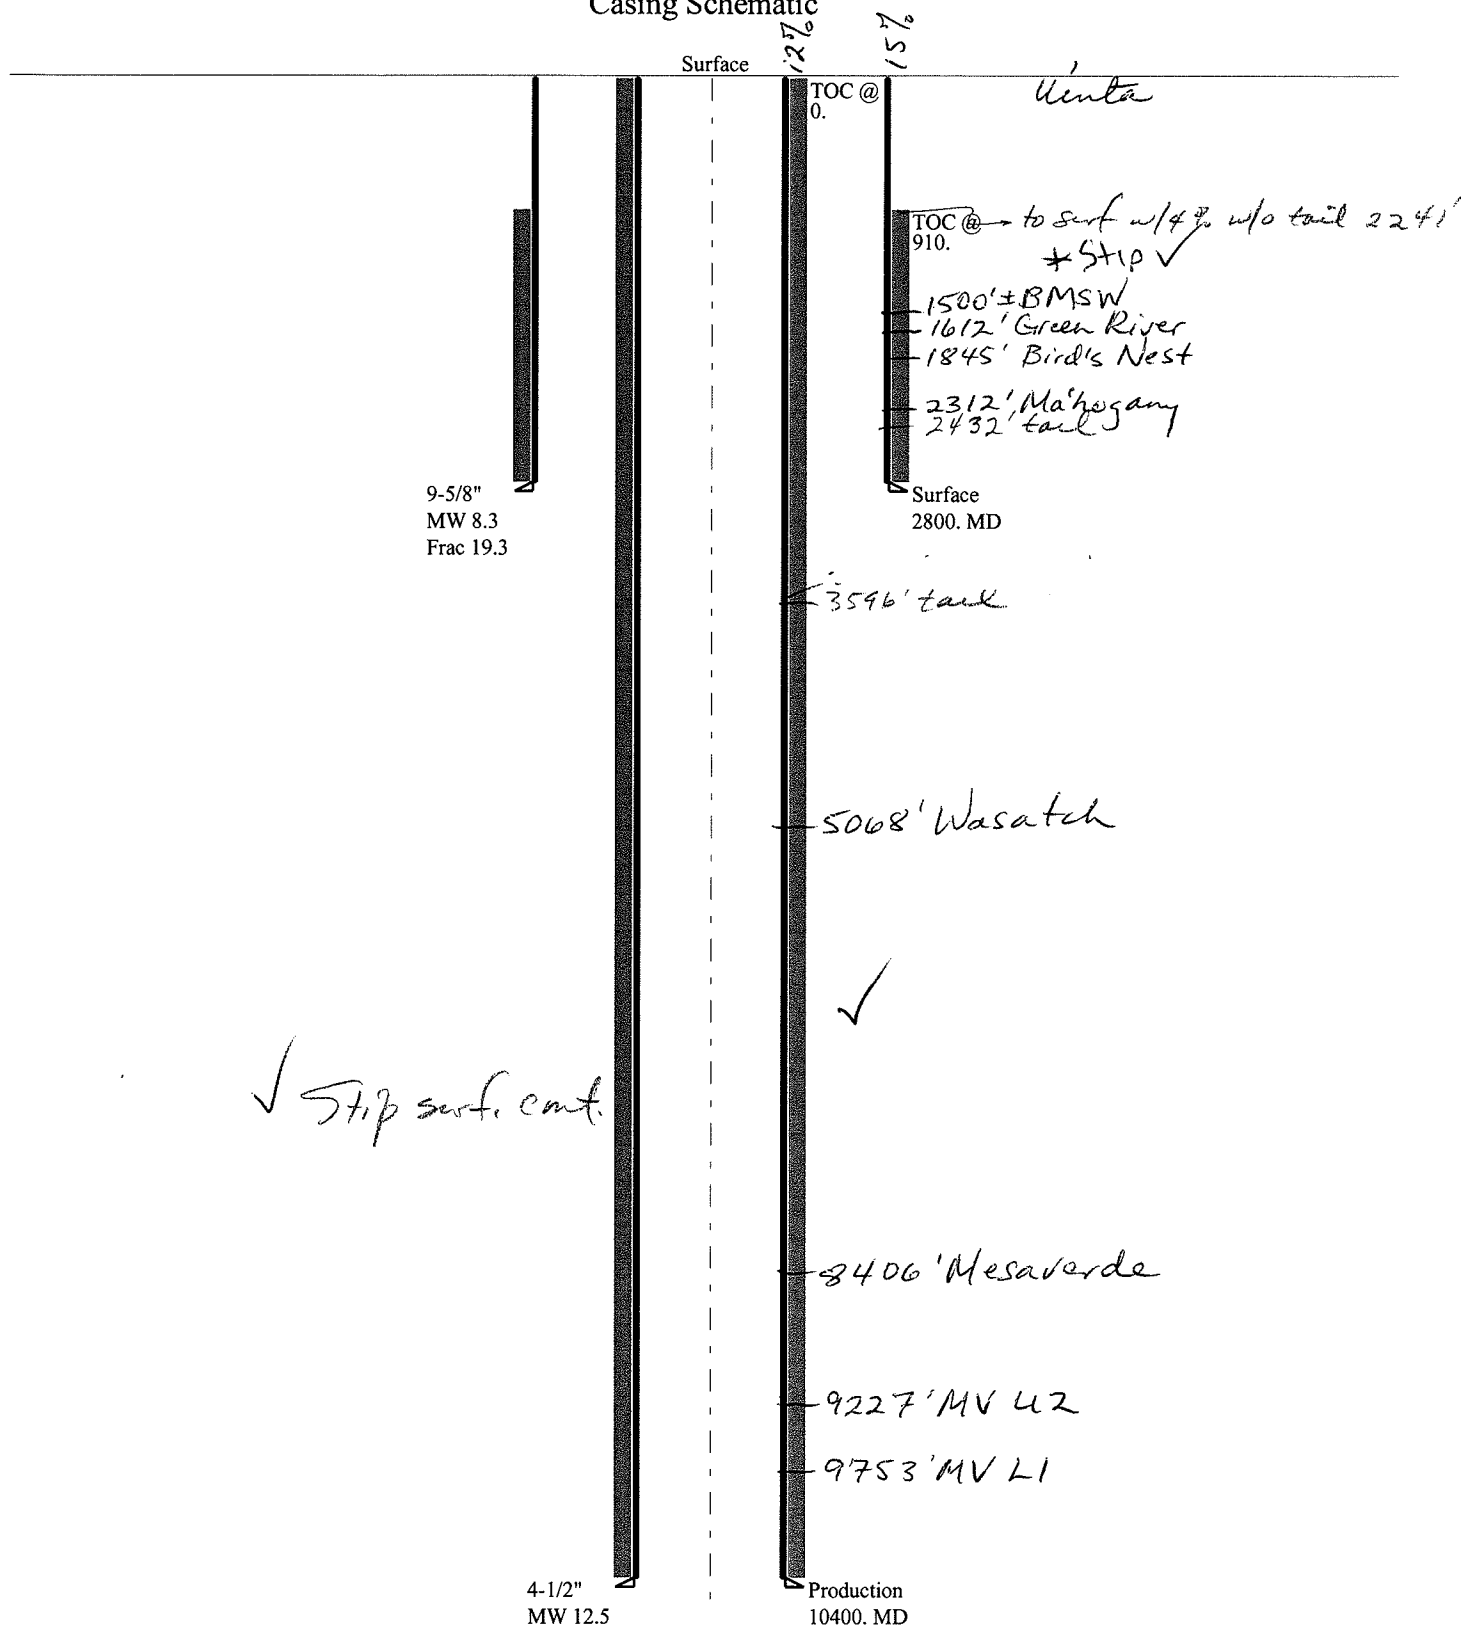 Casing Schematic
12%
15%
Surface
Uinta
TOC @
0.
TOC @ → to surf w/4% w/o tail 2241'
910.
* Stip ✓
1500'± BMSW
1612' Green River
1845' Bird's Nest
2312' Mahogany
2432' tail
9-5/8"
MW 8.3
Frac 19.3
Surface
2800. MD
3596' tail
5068' Wasatch
✓
✓ Stip surf. cmt.
8406' Mesaverde
9227' MV U2
9753' MV L1
4-1/2"
MW 12.5
Production
10400. MD